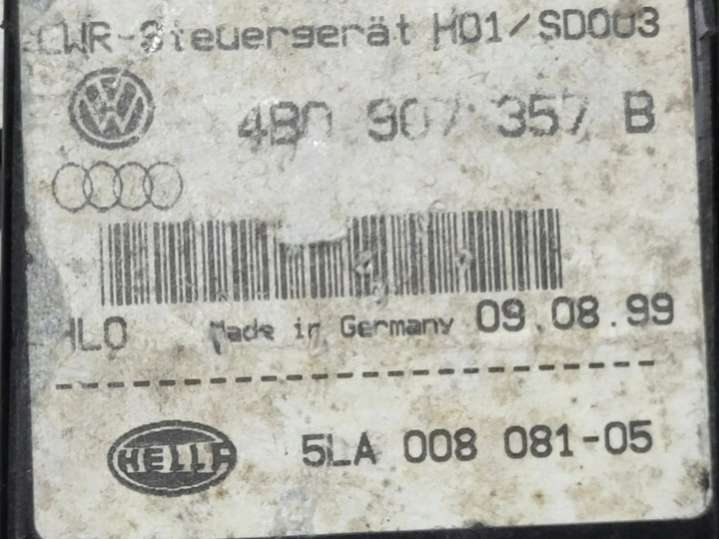 LWR-Steuergerät H01/SD003
4B0 907 357 B
HLO Made in Germany 09.08.99
HELLA
5LA 008 081-05